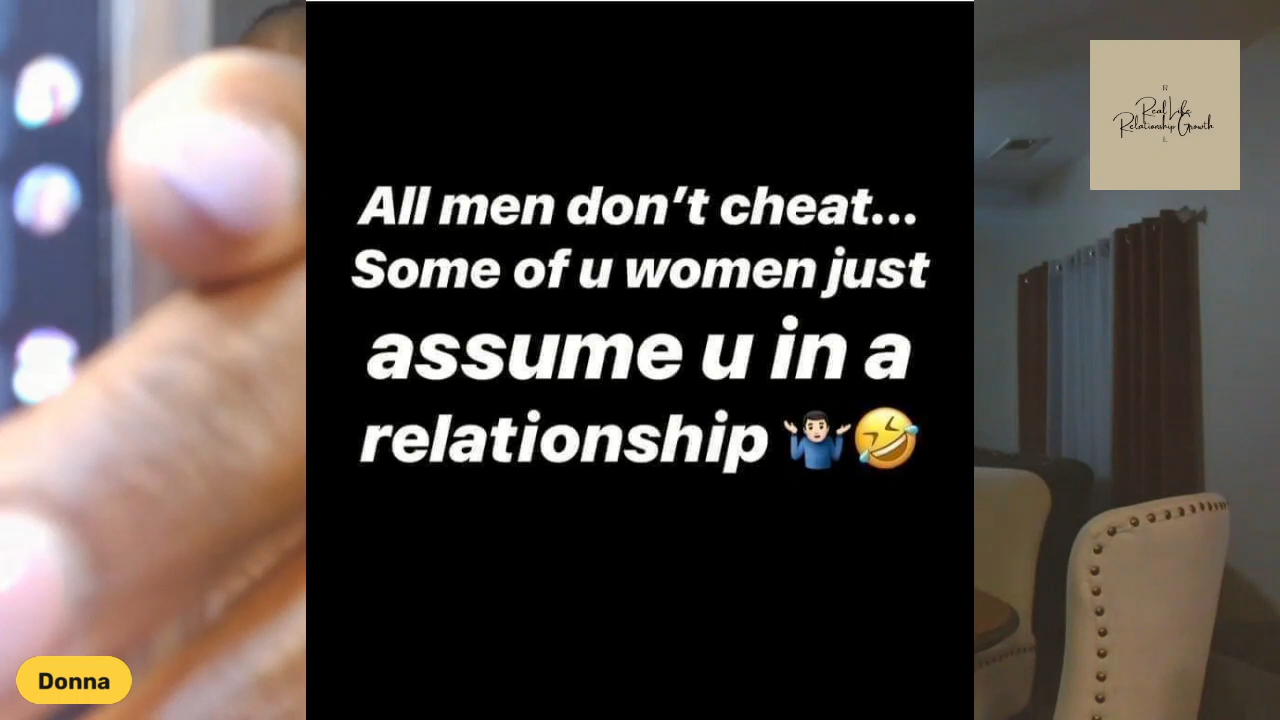 All men don't cheat...
Some of u women just
assume u in a
relationship 🤷🏻‍♂️🤣
R
Real Life
Relationship Growth
Donna